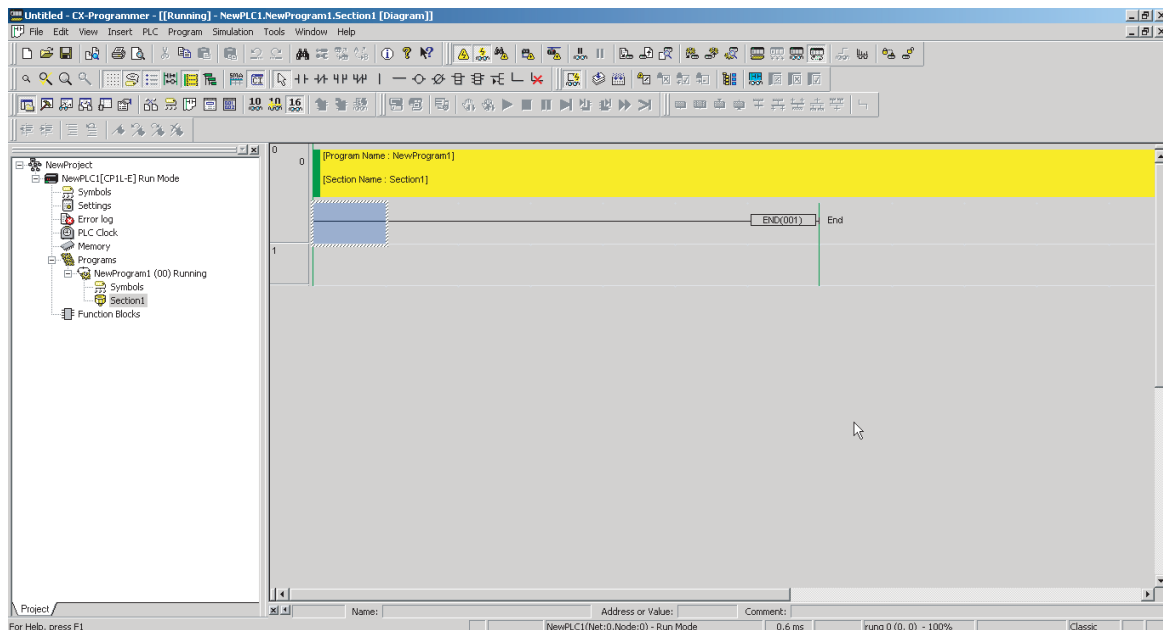 Untitled - CX-Programmer - [[Running] - NewPLC1.NewProgram1.Section1 [Diagram]]
File Edit View Insert PLC Program Simulation Tools Window Help
10 10 16
NewProject
NewPLC1[CP1L-E] Run Mode
Symbols
Settings
Error log
PLC Clock
Memory
Programs
NewProgram1 (00) Running
Symbols
Section1
Function Blocks
Project
0
0
[Program Name : NewProgram1]
[Section Name : Section1]
END(001) End
1
Name: Address or Value: Comment:
For Help, press F1 NewPLC1(Net:0,Node:0) - Run Mode 0.6 ms rung 0 (0, 0) - 100% Classic